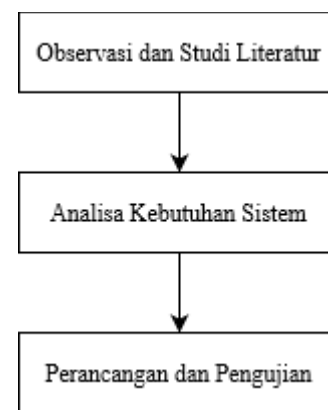 Observasi dan Studi Literatur
Analisa Kebutuhan Sistem
Perancangan dan Pengujian